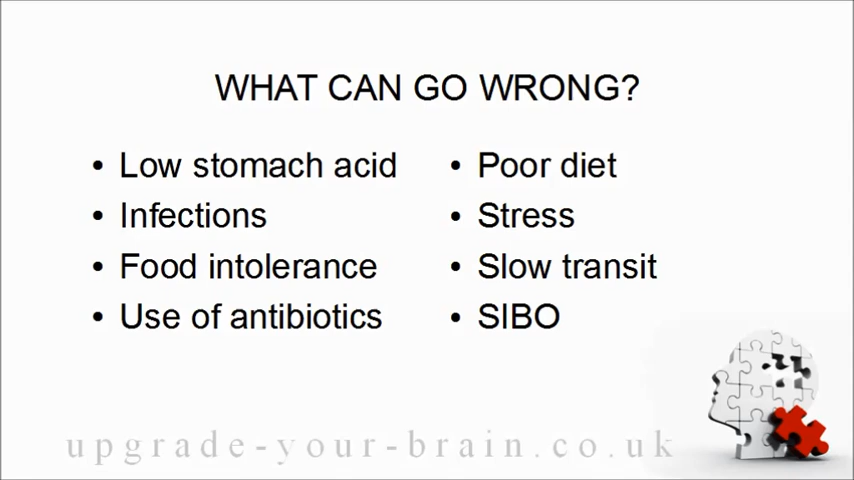 WHAT CAN GO WRONG?
• Low stomach acid
• Infections
• Food intolerance
• Use of antibiotics
• Poor diet
• Stress
• Slow transit
• SIBO
upgrade-your-brain.co.uk